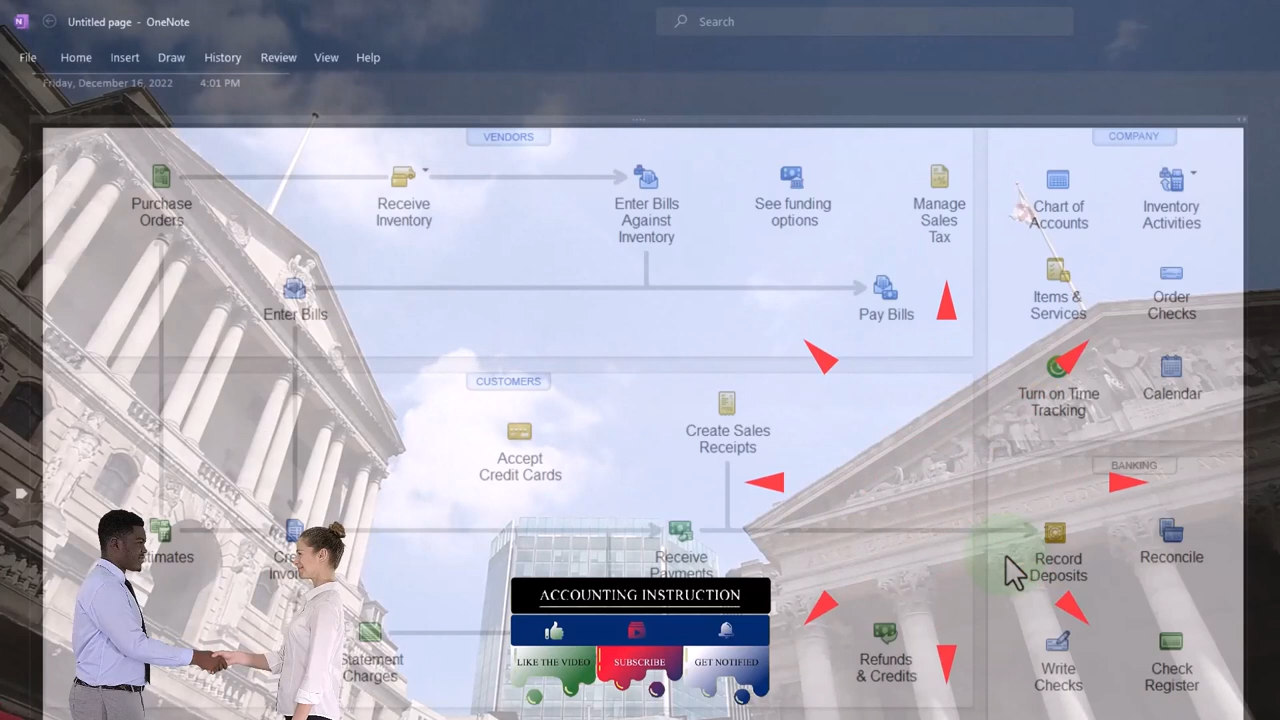 Untitled page - OneNote
Search
File Home Insert Draw History Review View Help
Friday, December 16, 2022 4:01 PM
VENDORS
COMPANY
Purchase
Orders
Receive
Inventory
Enter Bills
Against
Inventory
See funding
options
Manage
Sales
Tax
Chart of
Accounts
Inventory
Activities
Enter Bills
Pay Bills
Items &
Services
Order
Checks
Turn on Time
Tracking
Calendar
CUSTOMERS
Accept
Credit Cards
Create Sales
Receipts
BANKING
Receive
Payments
Record
Deposits
Reconcile
Statement
Charges
Refunds
& Credits
Write
Checks
Check
Register
ACCOUNTING INSTRUCTION
LIKE THE VIDEO
SUBSCRIBE
GET NOTIFIED